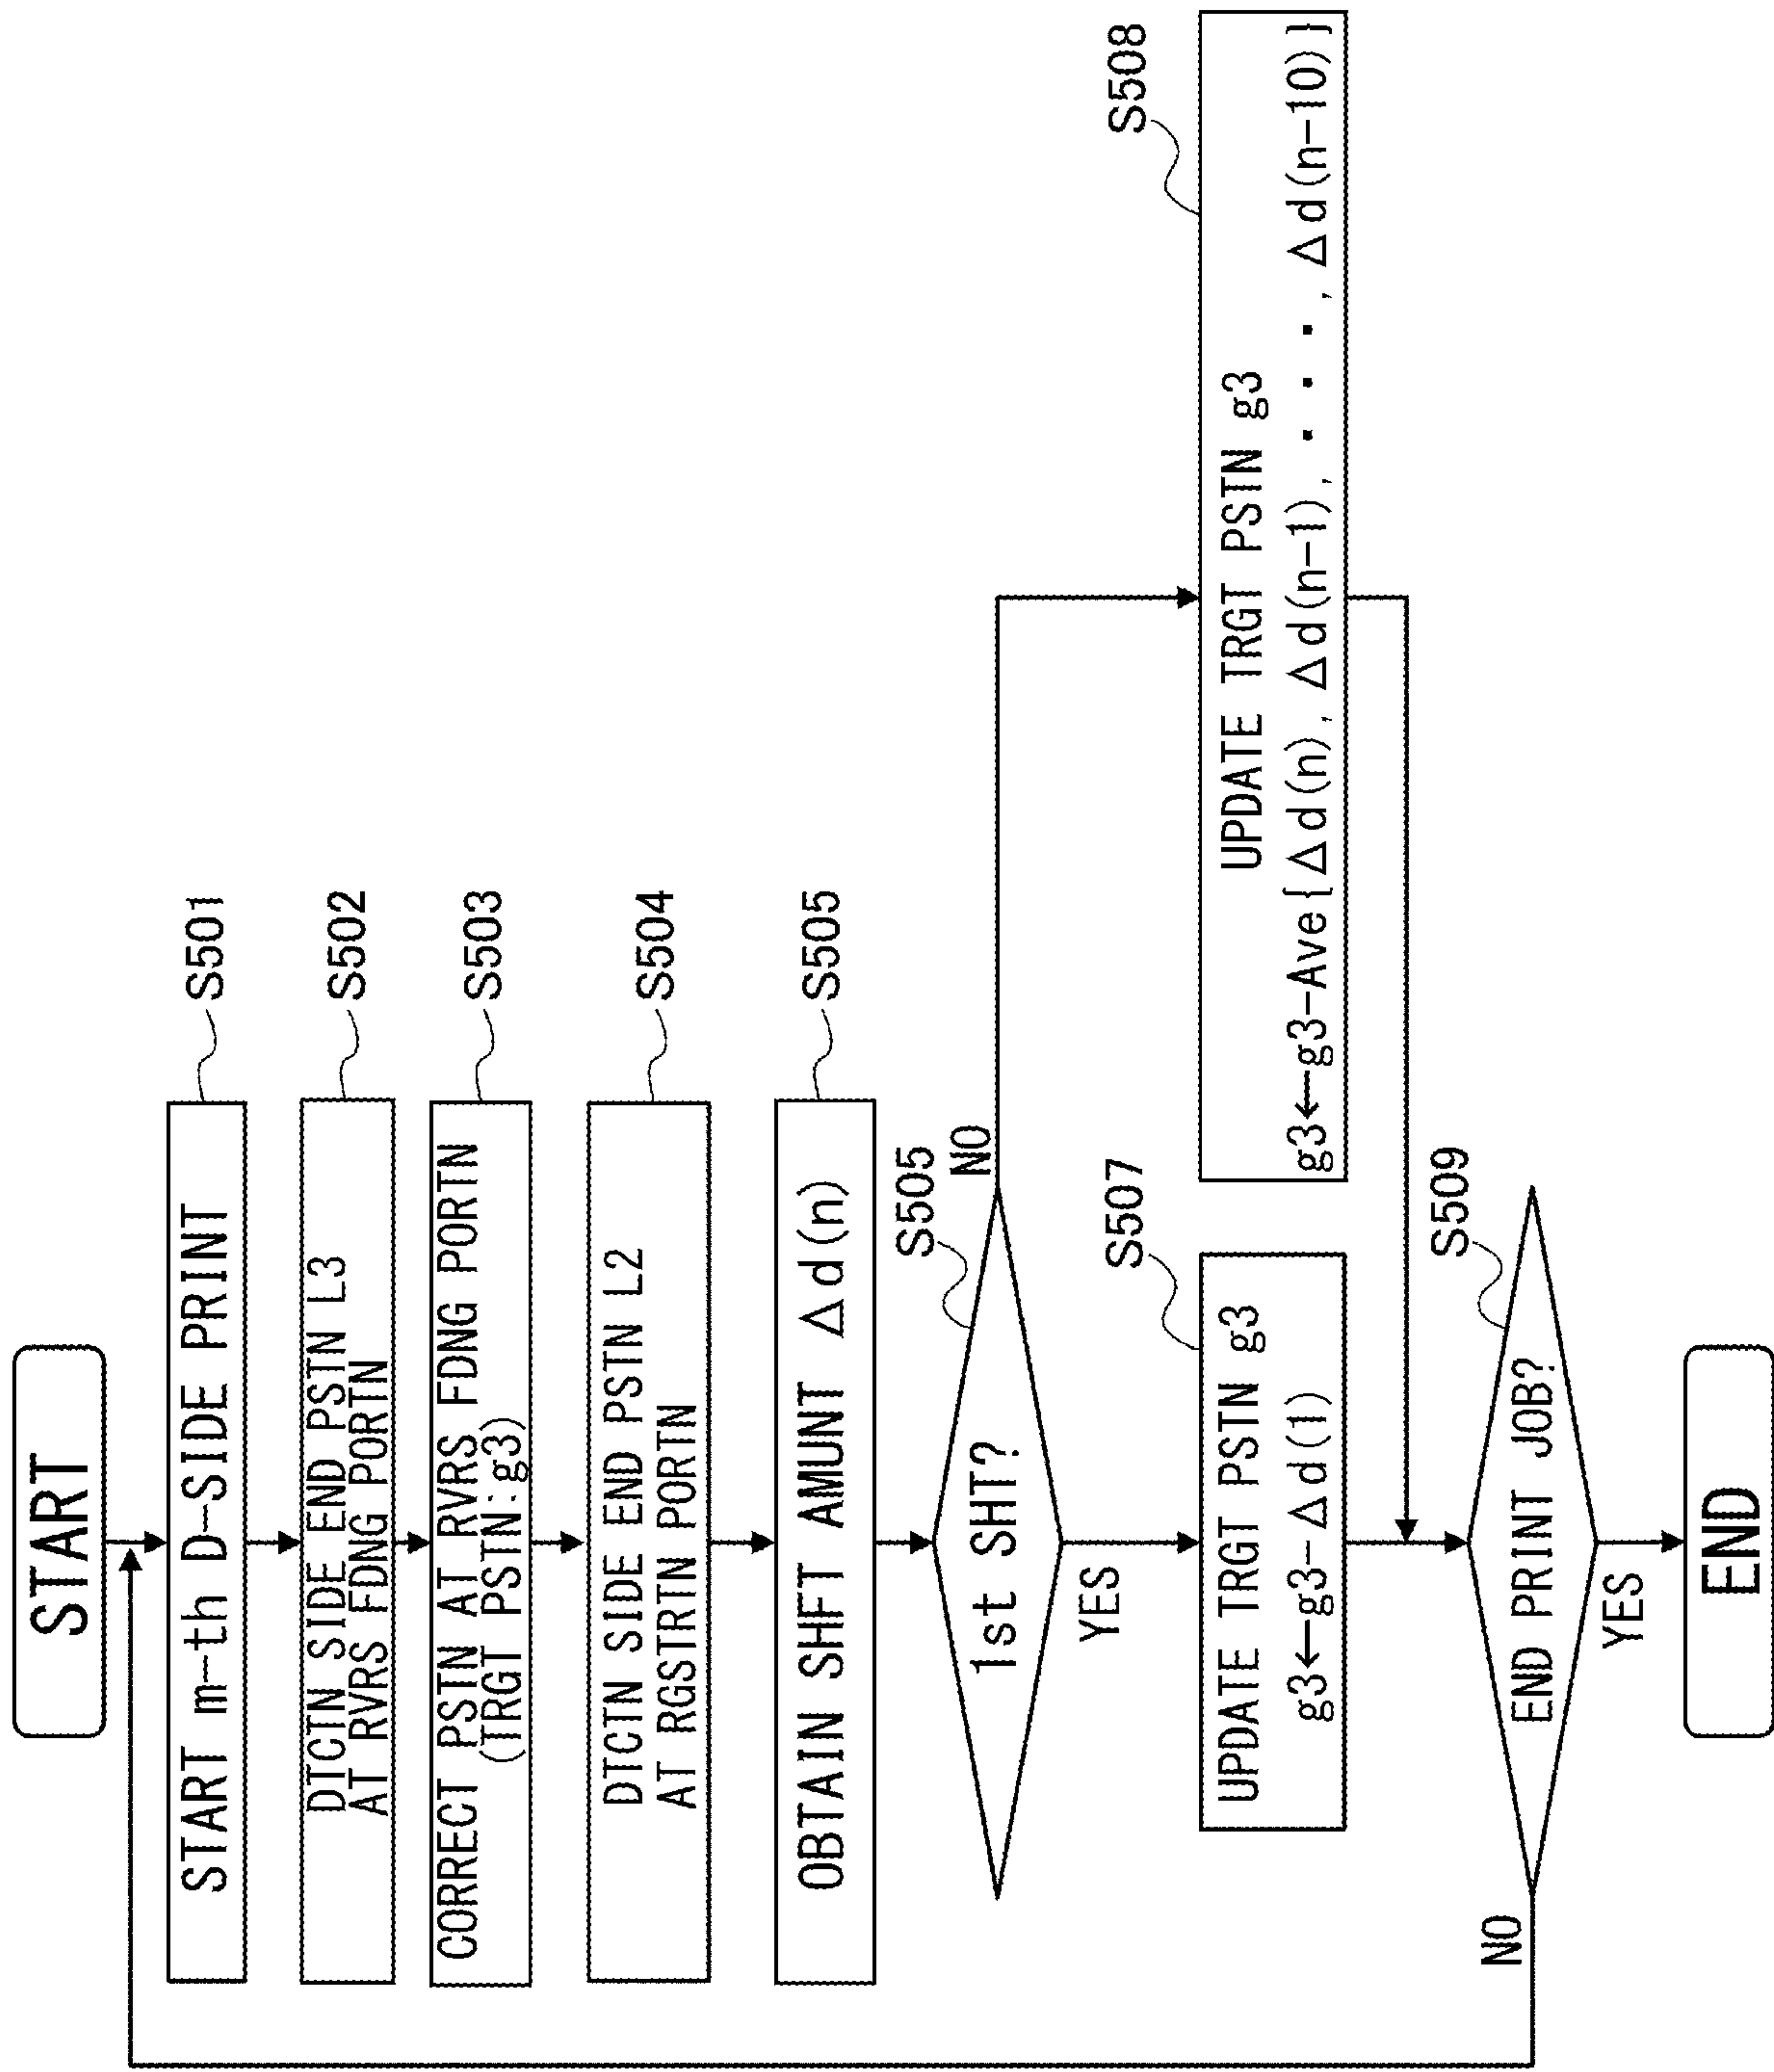 START
START m-th D-SIDE PRINT
S501
DTCTN SIDE END PSTN L3
AT RVRS FDNG PORTN
S502
CORRECT PSTN AT RVRS FDNG PORTN
(TRGT PSTN:g3)
S503
DTCTN SIDE END PSTN L2
AT RGSTRTN PORTN
S504
OBTAIN SHFT AMUNT Δd(n)
S505
1st SHT?
S505
NO
YES
UPDATE TRGT PSTN g3
g3←g3-Δd(1)
S507
UPDATE TRGT PSTN g3
g3←g3-Ave{Δd(n), Δd(n-1), ･ ･ ･, Δd(n-10)}
S508
END PRINT JOB?
S509
NO
YES
END